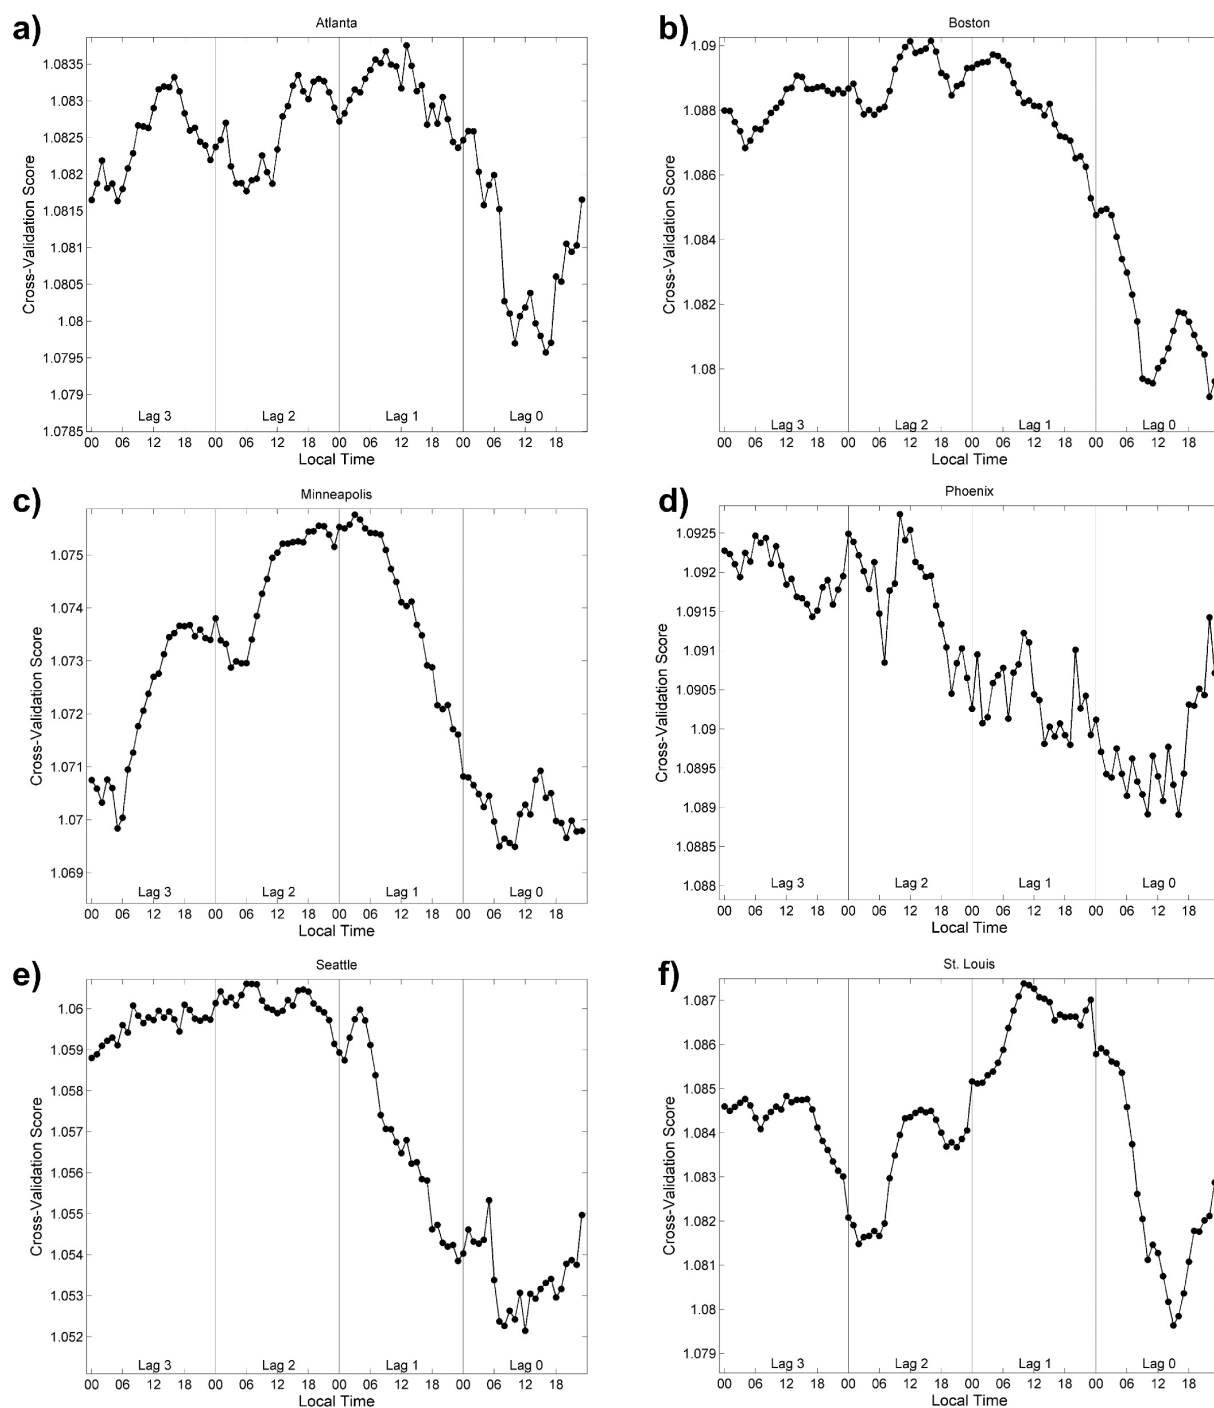 a)
Atlanta
Cross-Validation Score
1.0835
1.083
1.0825
1.082
1.0815
1.081
1.0805
1.08
1.0795
1.079
1.0785
Lag 3 Lag 2 Lag 1 Lag 0
00 06 12 18 00 06 12 18 00 06 12 18 00 06 12 18
Local Time
b)
Boston
Cross-Validation Score
1.09
1.088
1.086
1.084
1.082
1.08
Lag 3 Lag 2 Lag 1 Lag 0
00 06 12 18 00 06 12 18 00 06 12 18 00 06 12 18
Local Time
c)
Minneapolis
Cross-Validation Score
1.075
1.074
1.073
1.072
1.071
1.07
1.069
Lag 3 Lag 2 Lag 1 Lag 0
00 06 12 18 00 06 12 18 00 06 12 18 00 06 12 18
Local Time
d)
Phoenix
Cross-Validation Score
1.0925
1.092
1.0915
1.091
1.0905
1.09
1.0895
1.089
1.0885
1.088
Lag 3 Lag 2 Lag 1 Lag 0
00 06 12 18 00 06 12 18 00 06 12 18 00 06 12 18
Local Time
e)
Seattle
Cross-Validation Score
1.06
1.059
1.058
1.057
1.056
1.055
1.054
1.053
1.052
Lag 3 Lag 2 Lag 1 Lag 0
00 06 12 18 00 06 12 18 00 06 12 18 00 06 12 18
Local Time
f)
St. Louis
Cross-Validation Score
1.087
1.086
1.085
1.084
1.083
1.082
1.081
1.08
1.079
Lag 3 Lag 2 Lag 1 Lag 0
00 06 12 18 00 06 12 18 00 06 12 18 00 06 12 18
Local Time